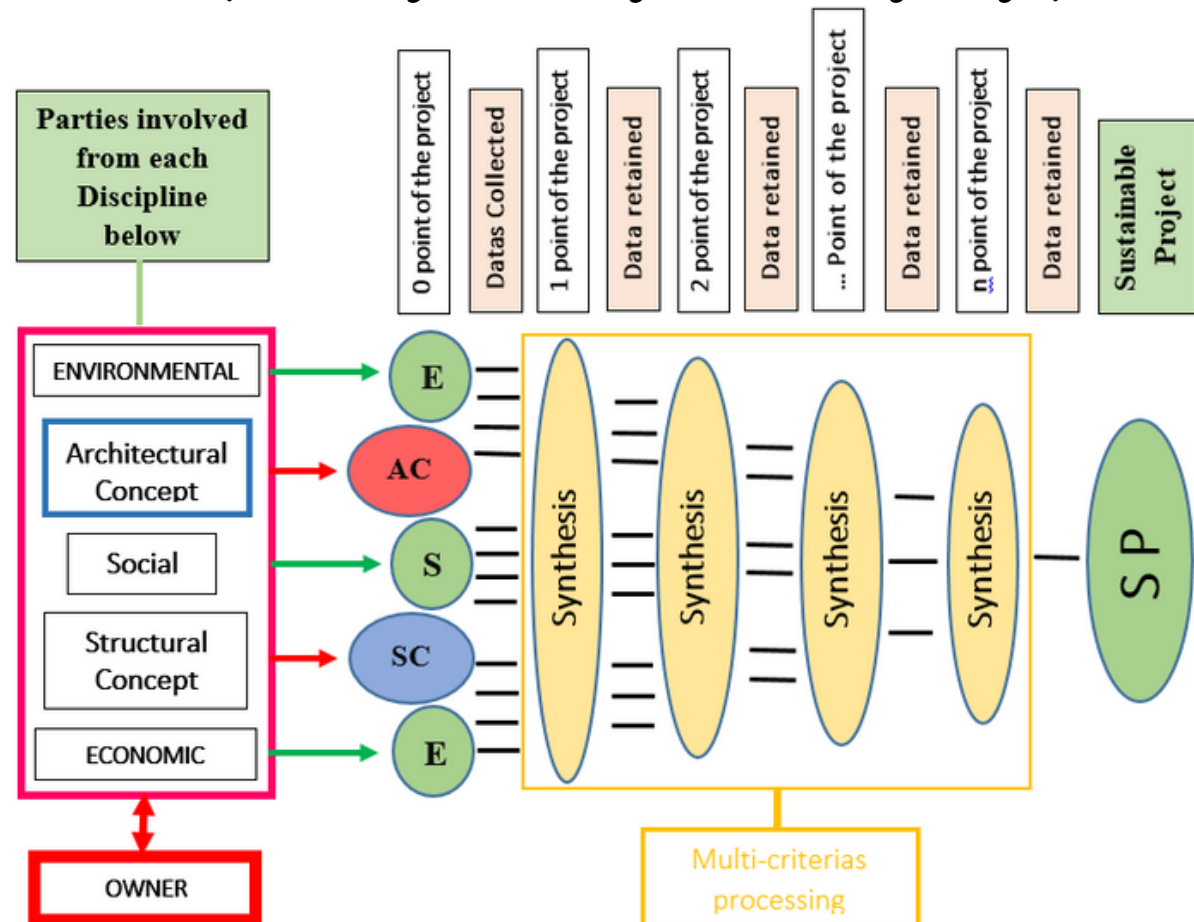 Parties involved
from each
Discipline
below
0 point of the project
Datas Collected
1 point of the project
Data retained
2 point of the project
Data retained
... Point of the project
Data retained
n point of the project
Data retained
Sustainable
Project
ENVIRONMENTAL
Architectural
Concept
Social
Structural
Concept
ECONOMIC
OWNER
E
AC
S
SC
E
Synthesis
Synthesis
Synthesis
Synthesis
S P
Multi-criterias
processing